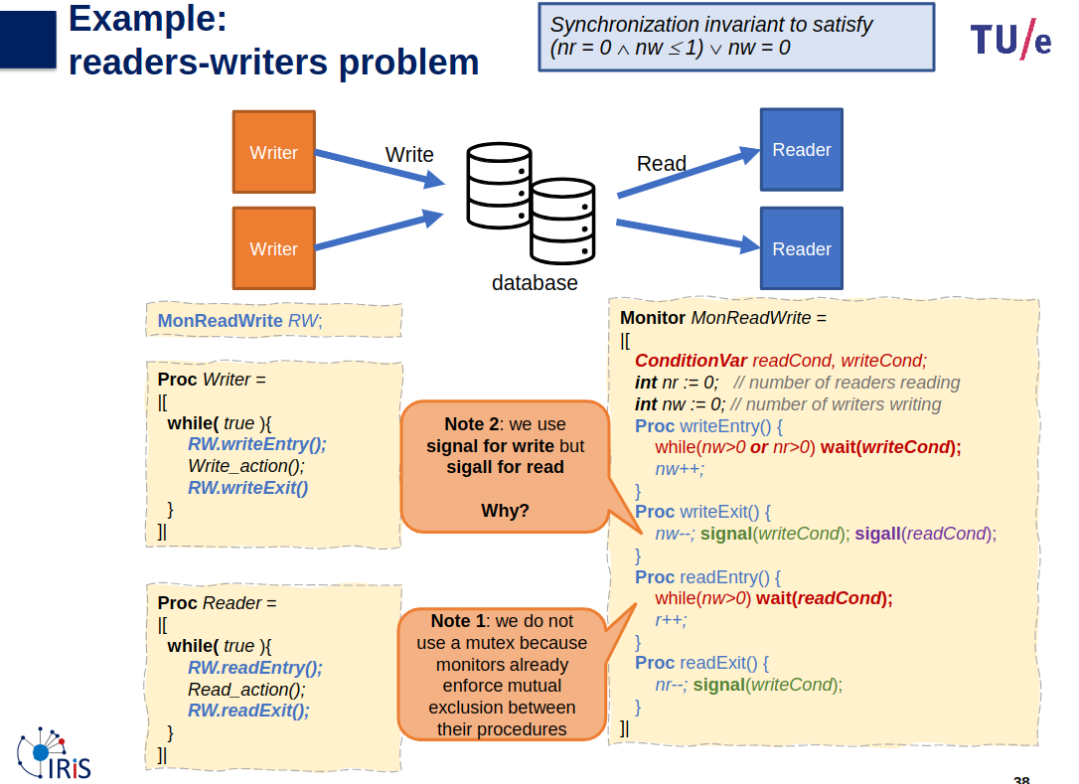 Example:
readers-writers problem
Synchronization invariant to satisfy
(nr = 0 ∧ nw ≤ 1) ∨ nw = 0
TU/e
Writer
Writer
Write
database
Read
Reader
Reader
MonReadWrite RW;
Proc Writer =
|[
while( true ){
RW.writeEntry();
Write_action();
RW.writeExit()
}
]|
Proc Reader =
|[
while( true ){
RW.readEntry();
Read_action();
RW.readExit();
}
]|
Note 2: we use
signal for write but
sigall for read
Why?
Note 1: we do not
use a mutex because
monitors already
enforce mutual
exclusion between
their procedures
Monitor MonReadWrite =
|[
ConditionVar readCond, writeCond;
int nr := 0; // number of readers reading
int nw := 0; // number of writers writing
Proc writeEntry() {
while(nw>0 or nr>0) wait(writeCond);
nw++;
}
Proc writeExit() {
nw--; signal(writeCond); sigall(readCond);
}
Proc readEntry() {
while(nw>0) wait(readCond);
r++;
}
Proc readExit() {
nr--; signal(writeCond);
}
]|
IRiS
38